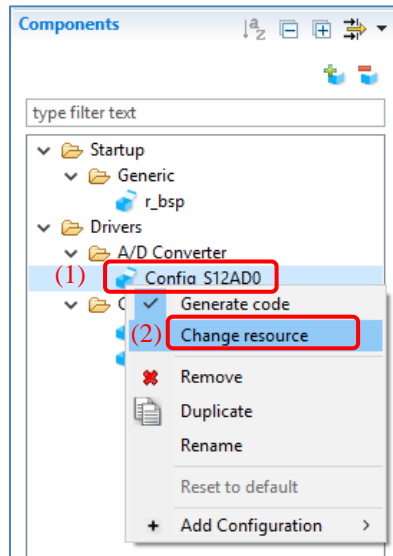 Components
type filter text
Startup
Generic
r_bsp
Drivers
A/D Converter
(1) Config_S12AD0
C
Generate code
(2) Change resource
Remove
Duplicate
Rename
Reset to default
Add Configuration